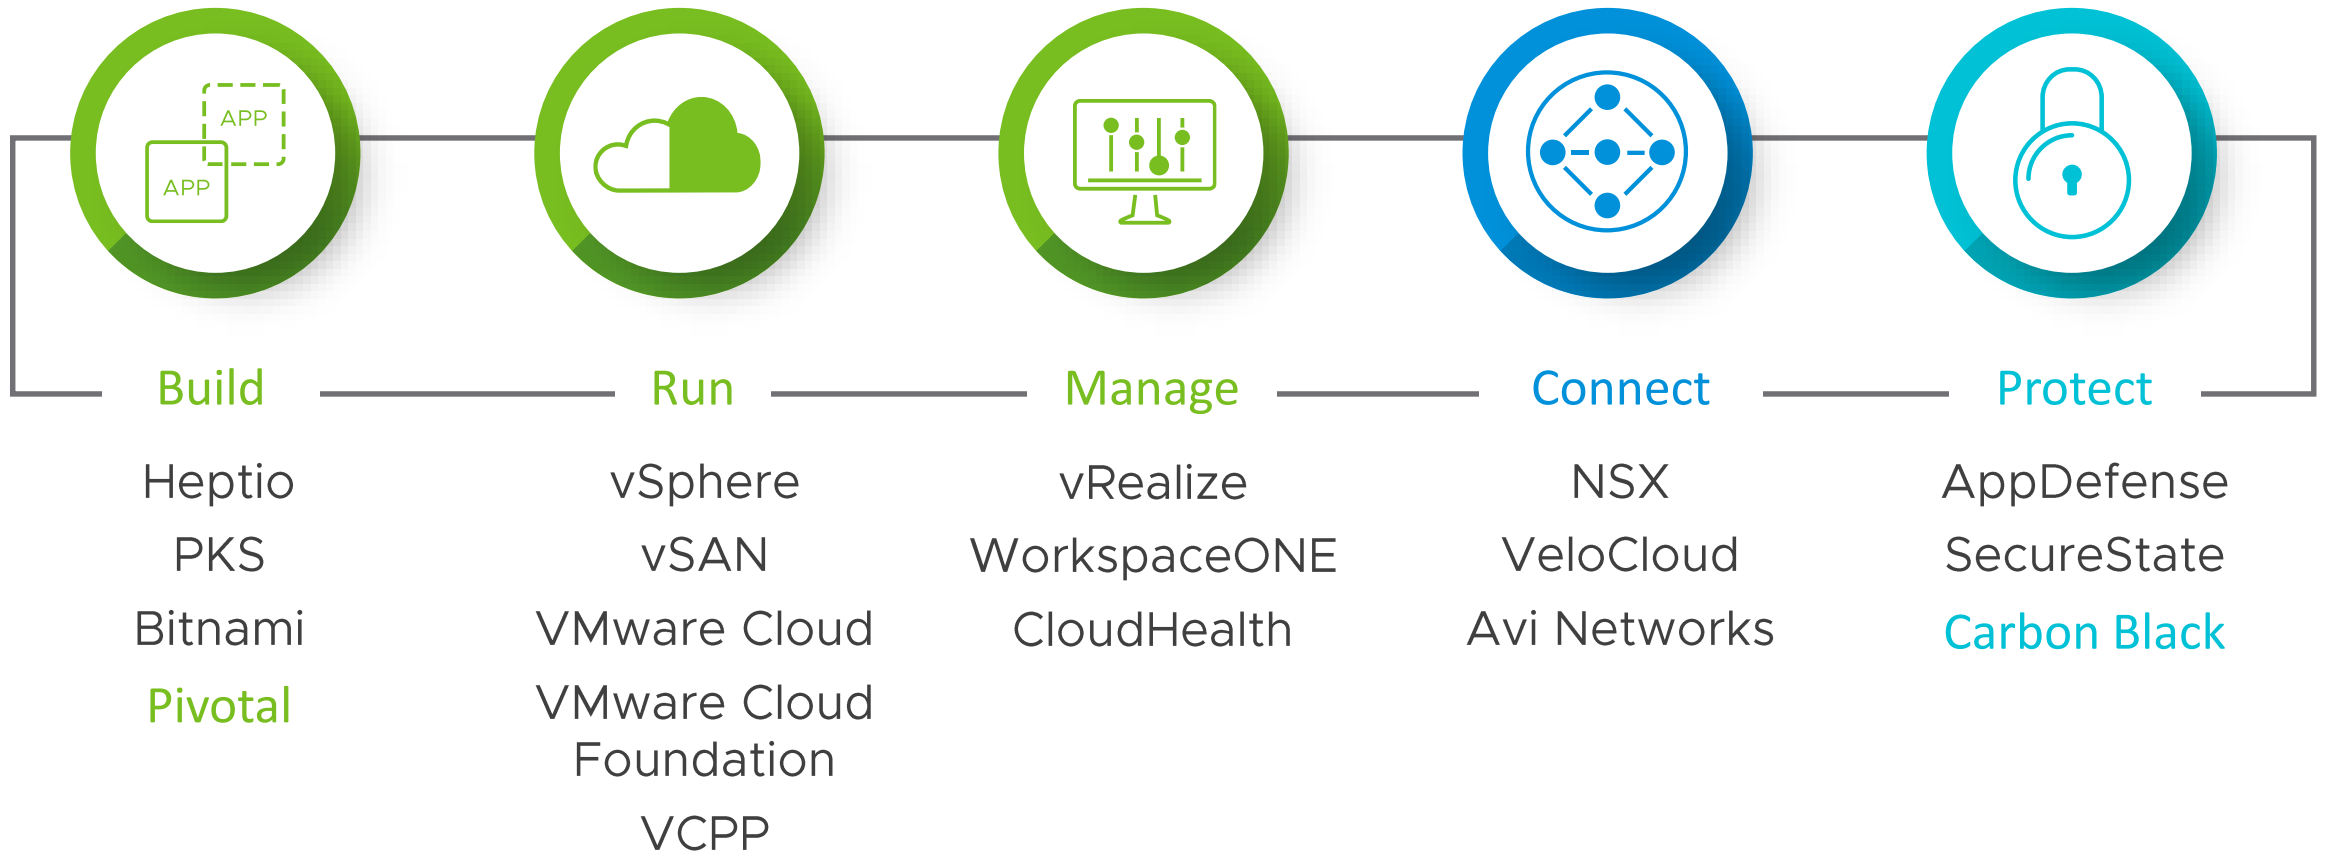 APP
APP
Build
Heptio
PKS
Bitnami
Pivotal
Run
vSphere
vSAN
VMware Cloud
VMware Cloud
Foundation
VCPP
Manage
vRealize
WorkspaceONE
CloudHealth
Connect
NSX
VeloCloud
Avi Networks
Protect
AppDefense
SecureState
Carbon Black